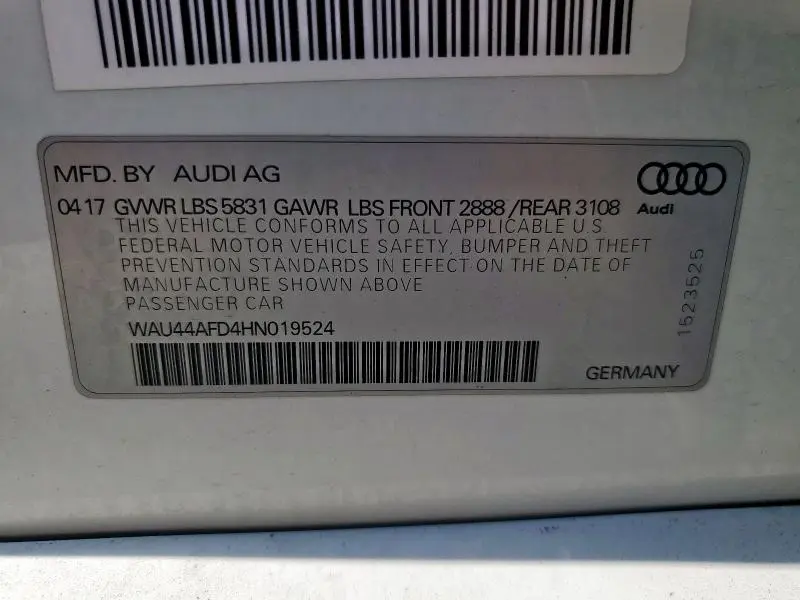 MFD. BY AUDI AG
0417 GVWR LBS 5831 GAWR LBS FRONT 2888 / REAR 3108
Audi
THIS VEHICLE CONFORMS TO ALL APPLICABLE U.S.
FEDERAL MOTOR VEHICLE SAFETY, BUMPER AND THEFT
PREVENTION STANDARDS IN EFFECT ON THE DATE OF
MANUFACTURE SHOWN ABOVE
PASSENGER CAR
1523525
WAU44AFD4HN019524
GERMANY